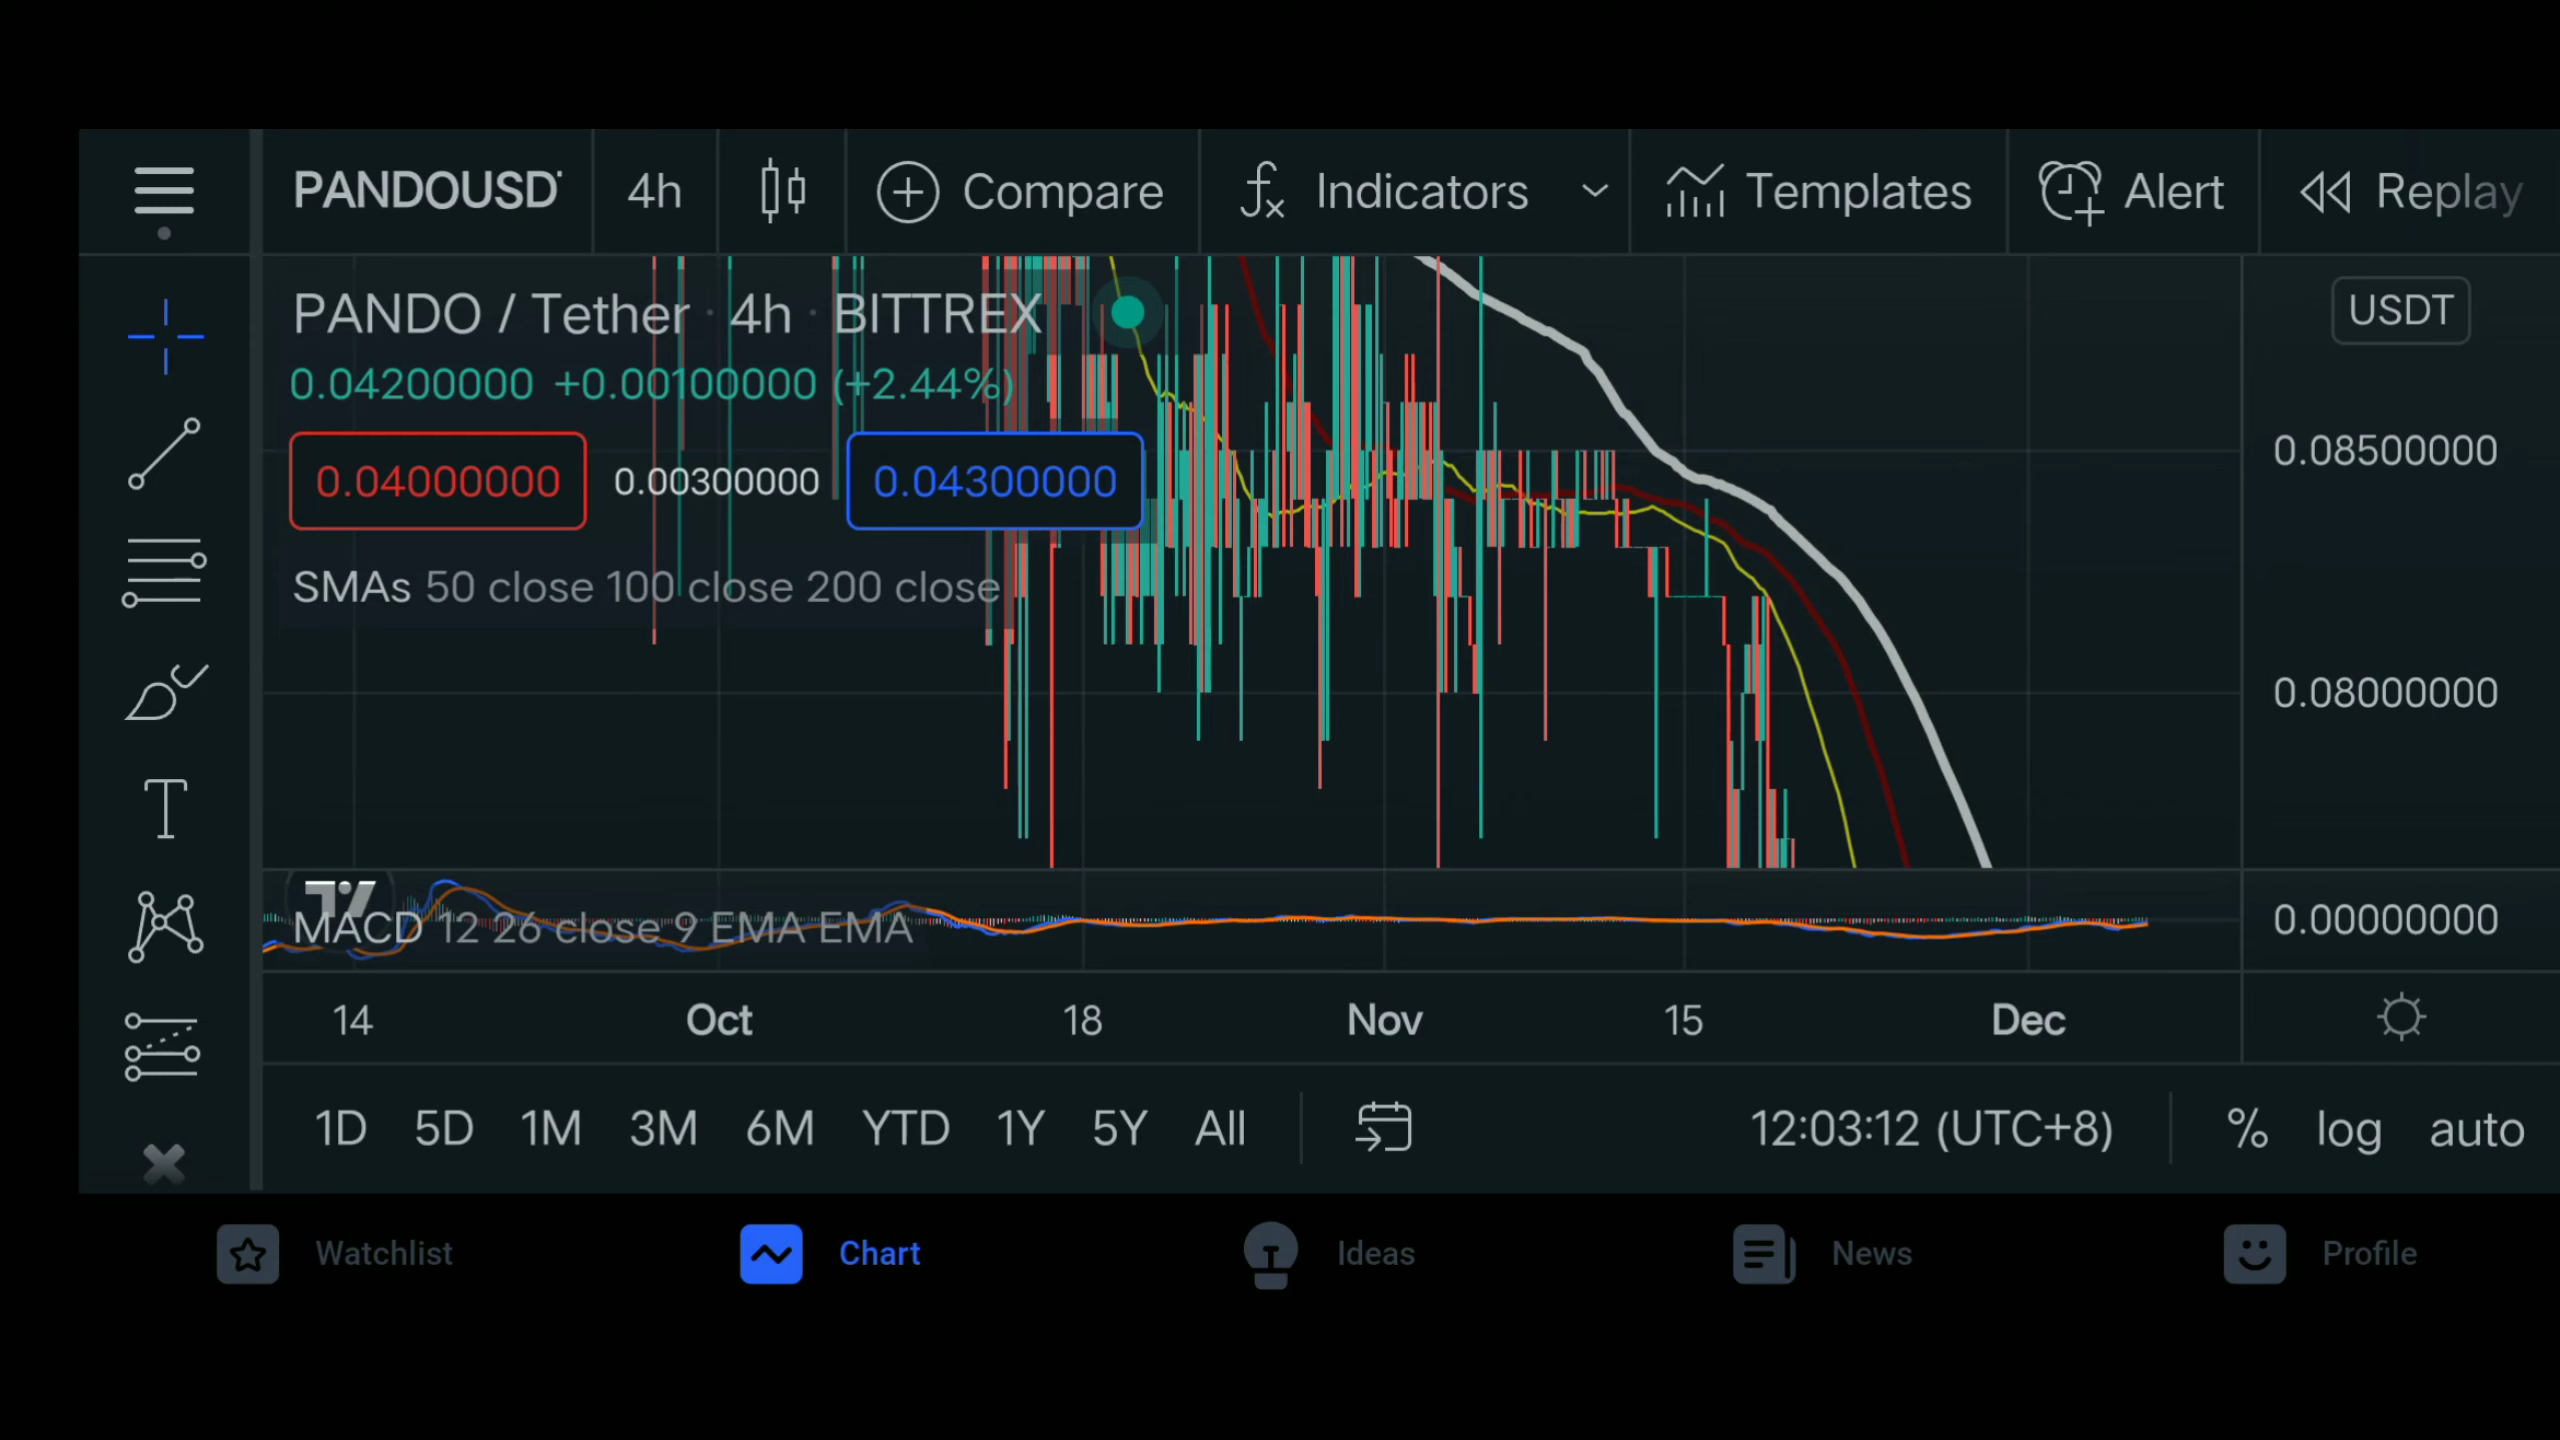 PANDOUSDT 4h Compare Indicators Templates Alert Replay
PANDO / Tether · 4h · BITTREX
USDT
0.04200000 +0.00100000 (+2.44%)
0.04000000 0.00300000 0.04300000
0.08500000
SMAs 50 close 100 close 200 close
0.08000000
MACD 12 26 close 9 EMA EMA
0.00000000
14 Oct 18 Nov 15 Dec
1D 5D 1M 3M 6M YTD 1Y 5Y All 12:03:12 (UTC+8) % log auto
Watchlist Chart Ideas News Profile